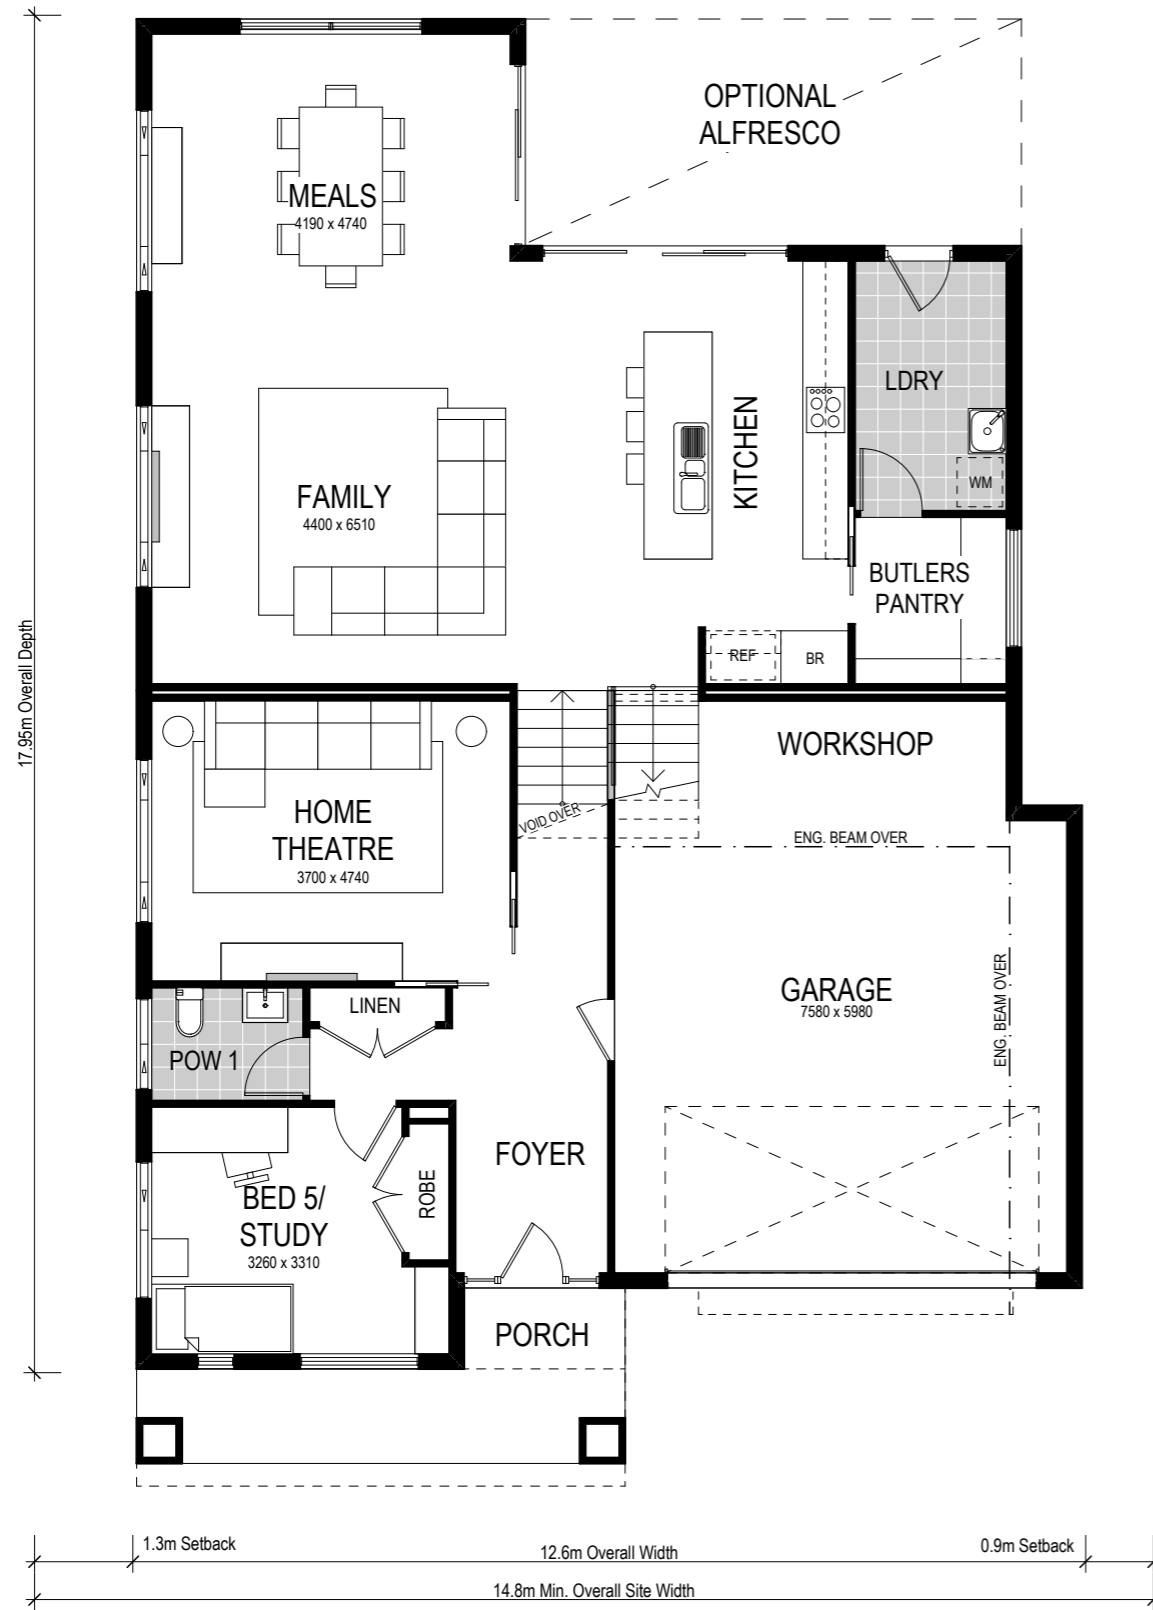 OPTIONAL
ALFRESCO
MEALS
4190 x 4740
LDRY
KITCHEN
WM
FAMILY
4400 x 6510
BUTLERS
PANTRY
REF
BR
17.95m Overall Depth
WORKSHOP
HOME
THEATRE
3700 x 4740
VOID OVER
ENG. BEAM OVER
GARAGE
7580 x 5980
ENG. BEAM OVER
LINEN
POW 1
FOYER
ROBE
BED 5/
STUDY
3260 x 3310
PORCH
1.3m Setback
12.6m Overall Width
0.9m Setback
14.8m Min. Overall Site Width